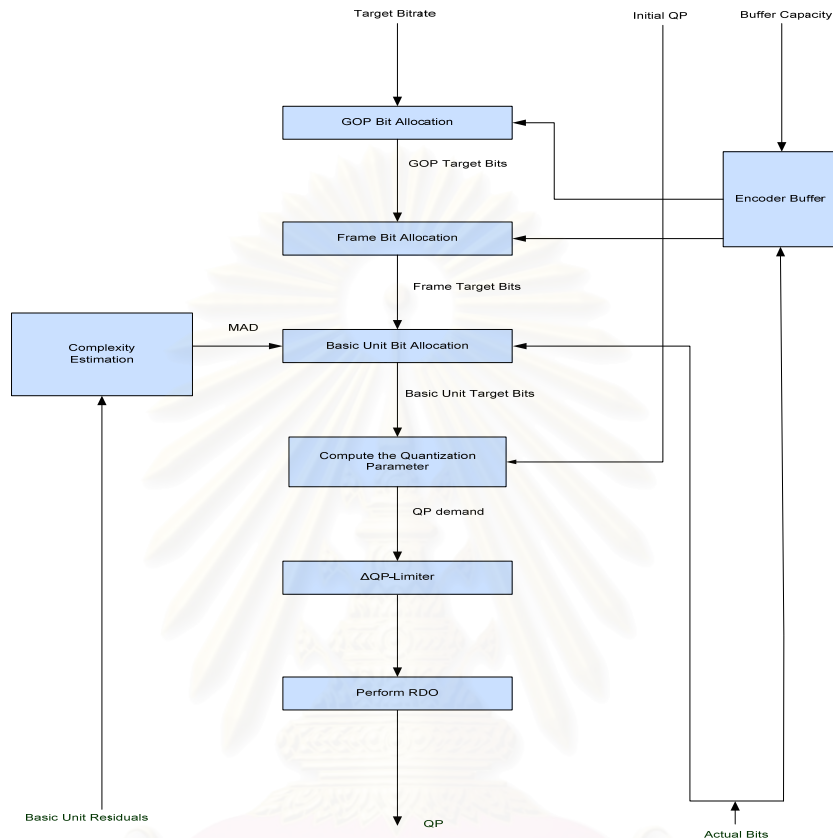 Target Bitrate
Initial QP
Buffer Capacity
GOP Bit Allocation
GOP Target Bits
Encoder Buffer
Frame Bit Allocation
Frame Target Bits
MAD
Complexity
Estimation
Basic Unit Bit Allocation
Basic Unit Target Bits
Compute the Quantization
Parameter
QP demand
ΔQP-Limiter
Perform RDO
Basic Unit Residuals
QP
Actual Bits